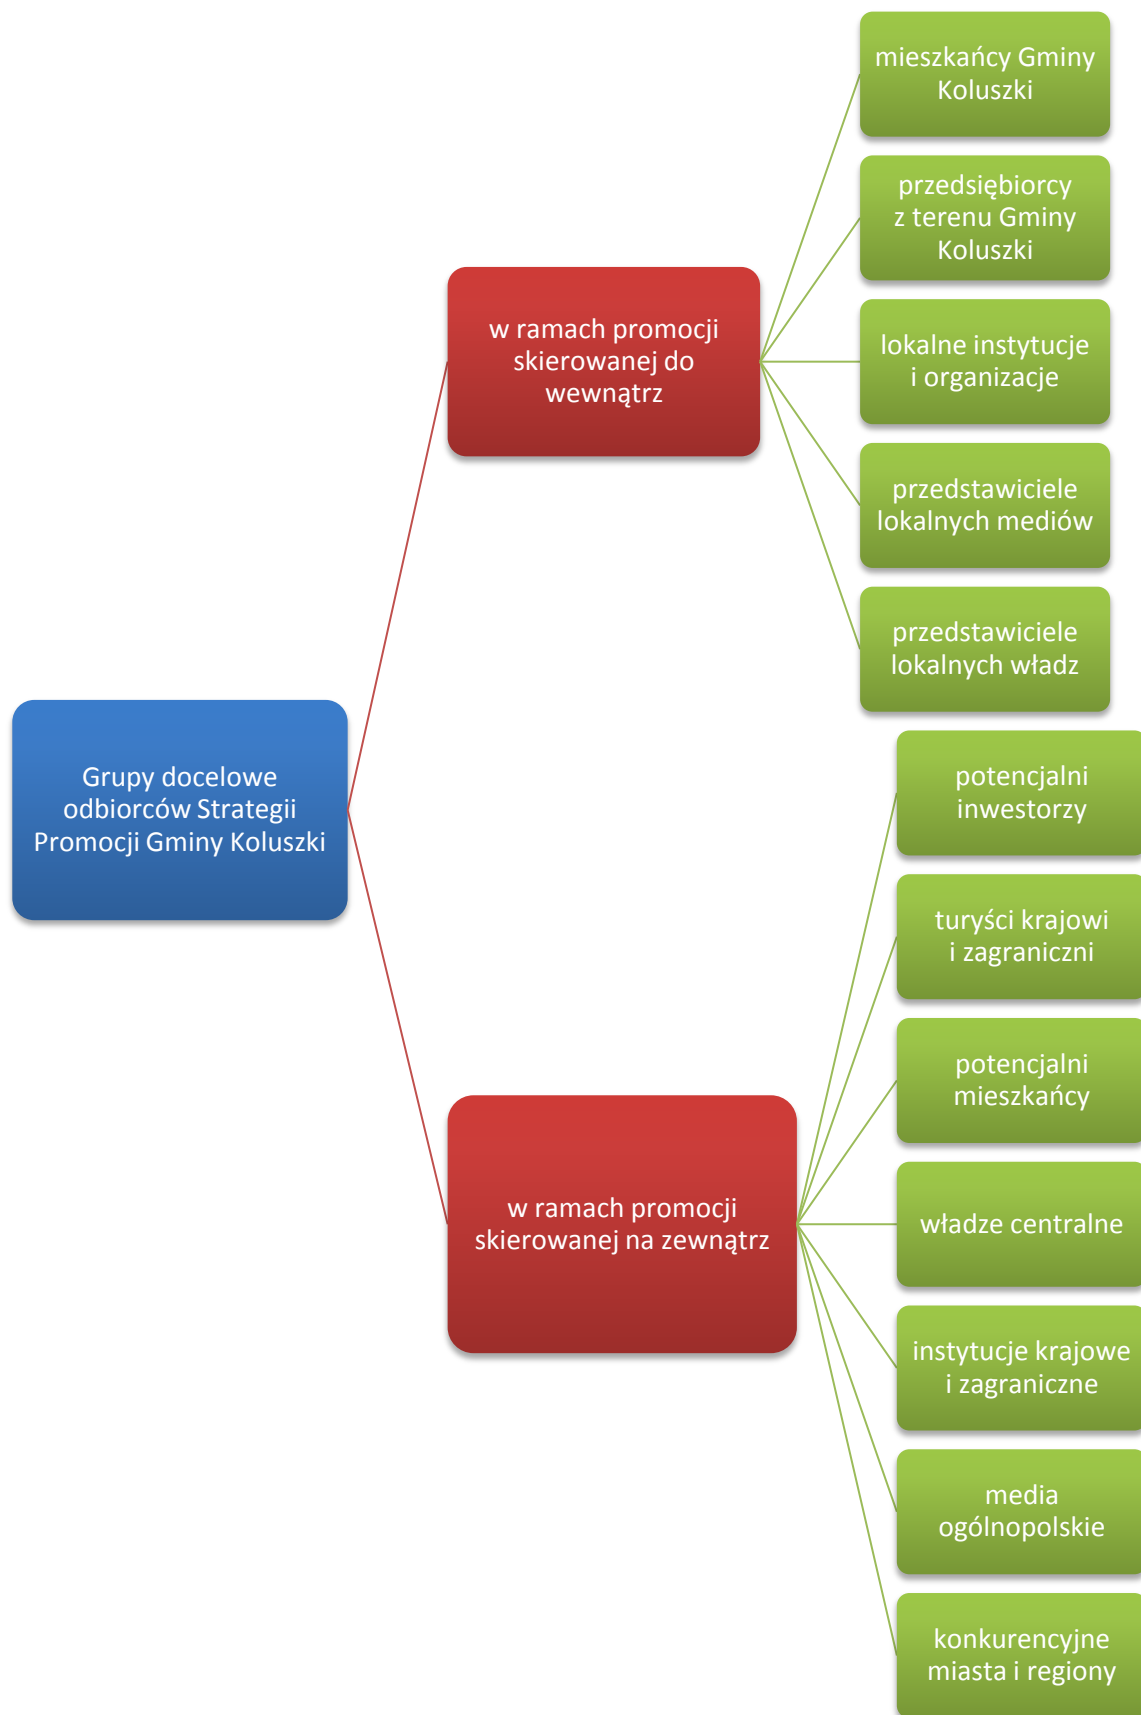 Grupy docelowe
odbiorców Strategii
Promocji Gminy Koluszki
w ramach promocji
skierowanej do
wewnątrz
mieszkańcy Gminy
Koluszki
przedsiębiorcy
z terenu Gminy
Koluszki
lokalne instytucje
i organizacje
przedstawiciele
lokalnych mediów
przedstawiciele
lokalnych władz
w ramach promocji
skierowanej na zewnątrz
potencjalni
inwestorzy
turyści krajowi
i zagraniczni
potencjalni
mieszkańcy
władze centralne
instytucje krajowe
i zagraniczne
media
ogólnopolskie
konkurencyjne
miasta i regiony